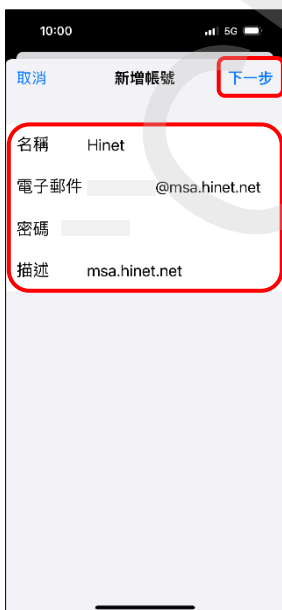 10:00 5G
取消 新增帳號 下一步
名稱 Hinet
電子郵件 @msa.hinet.net
密碼
描述 msa.hinet.net